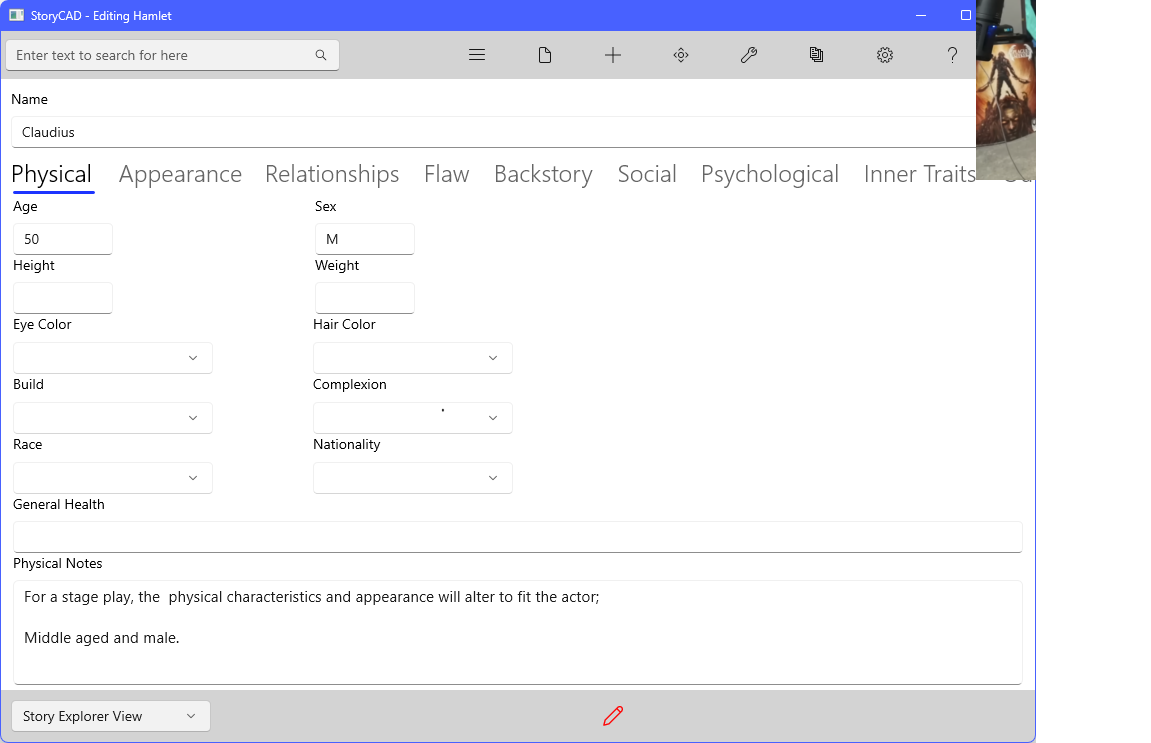 StoryCAD - Editing Hamlet
Enter text to search for here
Name
Claudius
Physical Appearance Relationships Flaw Backstory Social Psychological Inner Traits
Age Sex
50 M
Height Weight
Eye Color Hair Color
Build Complexion
Race Nationality
General Health
Physical Notes
For a stage play, the  physical characteristics and appearance will alter to fit the actor;
Middle aged and male.
Story Explorer View